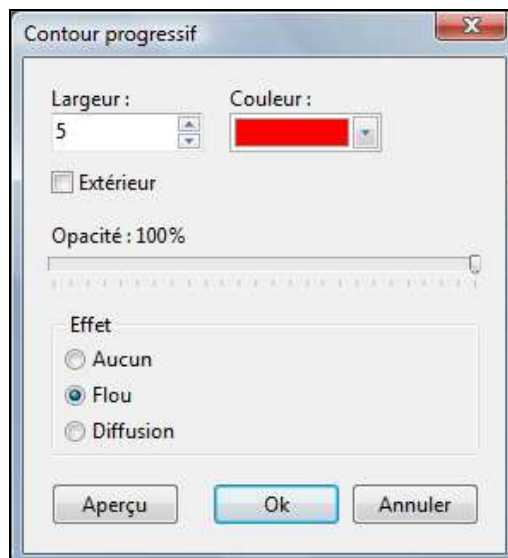 Contour progressif
Largeur : Couleur :
5
Extérieur
Opacité : 100%
Effet
Aucun
Flou
Diffusion
Aperçu Ok Annuler